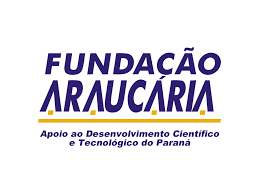 FUNDAÇÃO
ARAUCÁRIA
Apoio ao Desenvolvimento Científico
e Tecnológico do Paraná